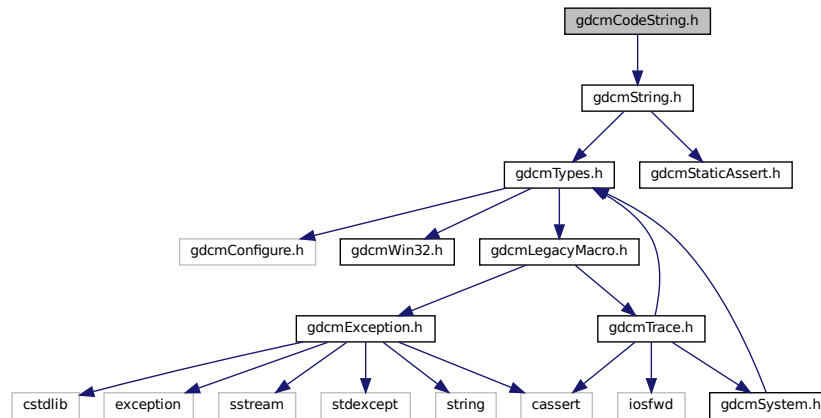 gdcmCodeString.h
gdcmString.h
gdcmTypes.h
gdcmStaticAssert.h
gdcmConfigure.h
gdcmWin32.h
gdcmLegacyMacro.h
gdcmException.h
gdcmTrace.h
cstdlib
exception
sstream
stdexcept
string
cassert
iosfwd
gdcmSystem.h